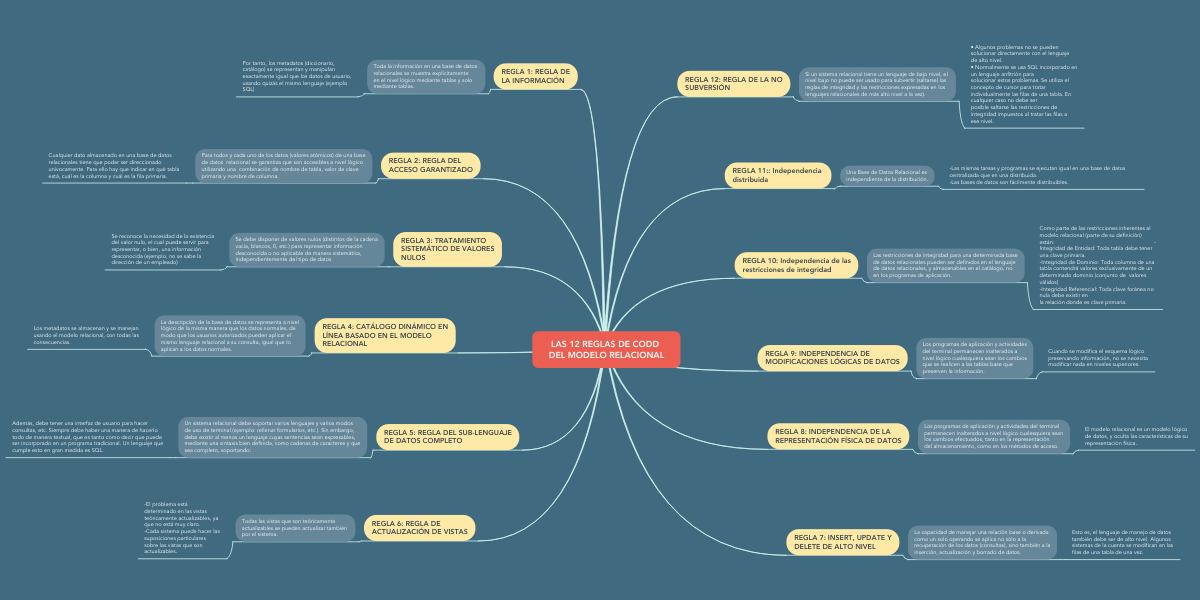 LAS 12 REGLAS DE CODD
DEL MODELO RELACIONAL
REGLA 1: REGLA DE
LA INFORMACIÓN
Toda la información en una base de datos
relacionales se muestra explícitamente
en el nivel lógico mediante tablas y solo
mediante tablas.
Por tanto, los metadatos (diccionario,
catálogo) se representan y manipulan
exactamente igual que los datos de usuario,
usando quizás el mismo lenguaje (ejemplo
SQL)
REGLA 2: REGLA DEL
ACCESO GARANTIZADO
Para todos y cada uno de los datos (valores atómicos) de una base
de datos relacional se garantiza que son accesibles a nivel lógico
utilizando una combinación de nombre de tabla, valor de clave
primaria y nombre de columna.
Cualquier dato almacenado en una base de datos
relacionales tiene que poder ser direccionado
unívocamente. Para ello hay que indicar en qué tabla
está, cuál es la columna y cuál es la fila primaria.
REGLA 3: TRATAMIENTO
SISTEMÁTICO DE VALORES
NULOS
Se debe disponer de valores nulos (distintos de la cadena
vacía, blancos, 0, etc.) para representar información
desconocida o no aplicable de manera sistemática,
independientemente del tipo de datos
Se reconoce la necesidad de la existencia
del valor nulo, el cual puede servir para
representar, o bien, una información
desconocida (ejemplo, no se sabe la
dirección de un empleado)
REGLA 4: CATÁLOGO DINÁMICO EN
LÍNEA BASADO EN EL MODELO
RELACIONAL
La descripción de la base de datos se representa a nivel
lógico de la misma manera que los datos normales, de
modo que los usuarios autorizados pueden aplicar el
mismo lenguaje relacional a su consulta, igual que lo
aplican a los datos normales.
Los metadatos se almacenan y se manejan
usando el modelo relacional, con todas las
consecuencias.
REGLA 5: REGLA DEL SUB-LENGUAJE
DE DATOS COMPLETO
Un sistema relacional debe soportar varios lenguajes y varios modos
de uso de terminal (ejemplo: rellenar formularios, etc.). Sin embargo,
debe existir al menos un lenguaje cuyas sentencias sean expresables,
mediante una sintaxis bien definida, como cadenas de caracteres y que
sea completo, soportando:
Además, debe tener una interfaz de usuario para hacer
consultas, etc. Siempre debe haber una manera de hacerlo
todo de manera textual, que es tanto como decir que puede
ser incorporado en un programa tradicional. Un lenguaje que
cumple esto en gran medida es SQL.
REGLA 6: REGLA DE
ACTUALIZACIÓN DE VISTAS
Todas las vistas que son teóricamente
actualizables se pueden actualizar también
por el sistema.
-El problema está
determinado en las vistas
teóricamente actualizables, ya
que no está muy claro.
-Cada sistema puede hacer las
suposiciones particulares
sobre las vistas que son
actualizables.
REGLA 12: REGLA DE LA NO
SUBVERSIÓN
Si un sistema relacional tiene un lenguaje de bajo nivel, el
nivel bajo no puede ser usado para subvertir (saltarse) las
reglas de integridad y las restricciones expresadas en los
lenguajes relacionales de más alto nivel a la vez)
• Algunos problemas no se pueden
solucionar directamente con el lenguaje
de alto nivel.
• Normalmente se usa SQL incorporado en
un lenguaje anfitrión para
solucionar estos problemas. Se utiliza el
concepto de cursor para tratar
individualmente las filas de una tabla. En
cualquier caso no debe ser
posible saltarse las restricciones de
integridad impuestos al tratar las filas a
ese nivel.
REGLA 11:: Independencia
distribuida
Una Base de Datos Relacional es
independiente de la distribución.
-Las mismas tareas y programas se ejecutan igual en una base de datos
centralizada que en una distribuida.
-Las bases de datos son fácilmente distribuibles.
REGLA 10: Independencia de las
restricciones de integridad
Las restricciones de integridad para una determinada base
de datos relacionales pueden ser definidos en el lenguaje
de datos relacionales, y almacenables en el catálogo, no
en los programas de aplicación.
Como parte de las restricciones inherentes al
modelo relacional (parte de su definición)
están:
Integridad de Entidad: Toda tabla debe tener
una clave primaria.
-Integridad de Dominio: Toda columna de una
tabla contendrá valores exclusivamente de un
determinado dominio (conjunto de valores
válidos)
-Integridad Referencial: Toda clave foránea no
nula debe existir en
la relación donde es clave primaria.
REGLA 9: INDEPENDENCIA DE
MODIFICACIONES LÓGICAS DE DATOS
Los programas de aplicación y actividades
del terminal permanecen inalterados a
nivel lógico cualesquiera sean los cambios
que se realicen a las tablas base que
preserven la información.
Cuando se modifica el esquema lógico
preservando información, no se necesita
modificar nada en niveles superiores.
REGLA 8: INDEPENDENCIA DE LA
REPRESENTACIÓN FÍSICA DE DATOS
Los programas de aplicación y actividades del terminal
permanecen inalterados a nivel lógico cualesquiera sean
los cambios efectuados, tanto en la representación
del almacenamiento, como en los métodos de acceso.
El modelo relacional es un modelo lógico
de datos, y oculta las características de su
representación física.
REGLA 7: INSERT, UPDATE Y
DELETE DE ALTO NIVEL
La capacidad de manejar una relación base o derivada
como un solo operando se aplica no sólo a la
recuperación de los datos (consultas), sino también a la
inserción, actualización y borrado de datos.
Esto es, el lenguaje de manejo de datos
también debe ser de alto nivel. Algunos
sistemas de la cuenta se modifican en las
filas de una tabla de una vez.